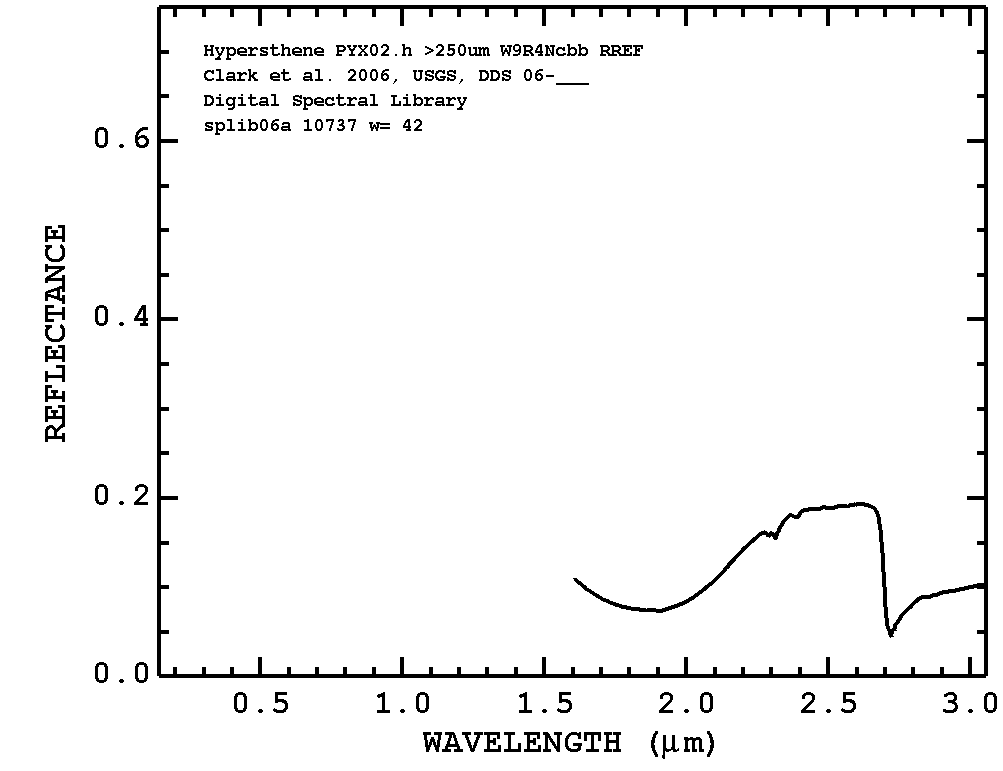 Hypersthene PYX02.h >250um W9R4Ncbb RREF
Clark et al. 2006, USGS, DDS 06-___
Digital Spectral Library
splib06a 10737 w= 42
0.6
0.4
0.2
0.0
REFLECTANCE
0.5 1.0 1.5 2.0 2.5 3.0
WAVELENGTH (μm)